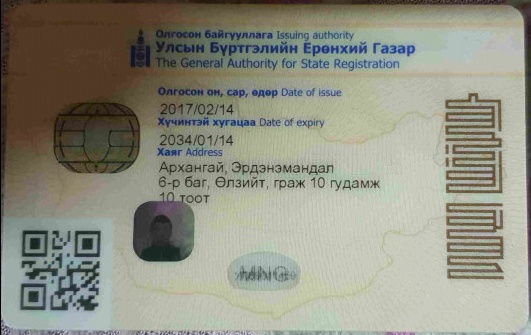 Олгосон байгууллага Issuing authority
Улсын Бүртгэлийн Ерөнхий Газар
The General Authority for State Registration
Олгосон он, сар, өдөр Date of issue
2017/02/14
Хүчинтэй хугацаа Date of expiry
2034/01/14
Хаяг Address
Архангай, Эрдэнэмандал
6-р баг, Өлзийт, граж 10 гудамж
10 тоот